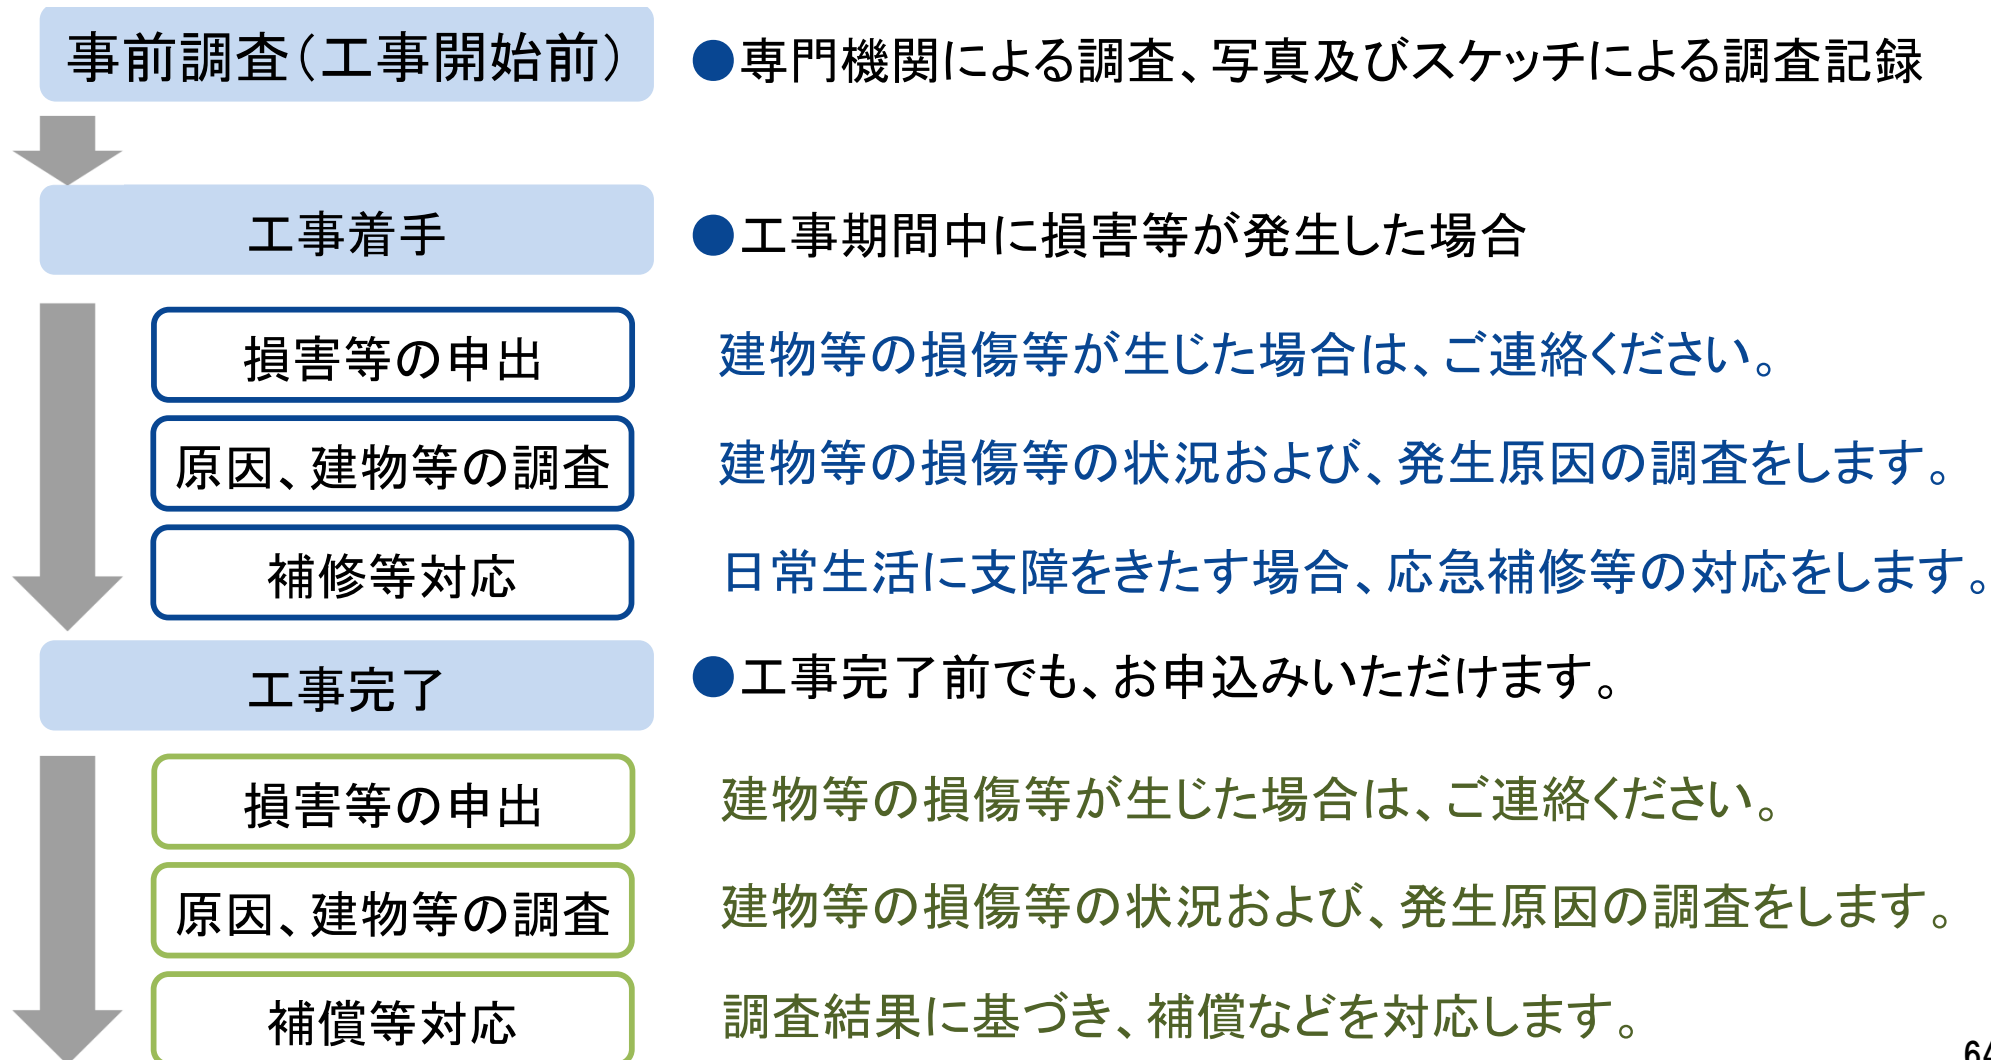 事前調査（工事開始前）
●専門機関による調査、写真及びスケッチによる調査記録
工事着手
●工事期間中に損害等が発生した場合
損害等の申出
建物等の損傷等が生じた場合は、ご連絡ください。
原因、建物等の調査
建物等の損傷等の状況および、発生原因の調査をします。
補修等対応
日常生活に支障をきたす場合、応急補修等の対応をします。
工事完了
●工事完了前でも、お申込みいただけます。
損害等の申出
建物等の損傷等が生じた場合は、ご連絡ください。
原因、建物等の調査
建物等の損傷等の状況および、発生原因の調査をします。
補償等対応
調査結果に基づき、補償などを対応します。
64